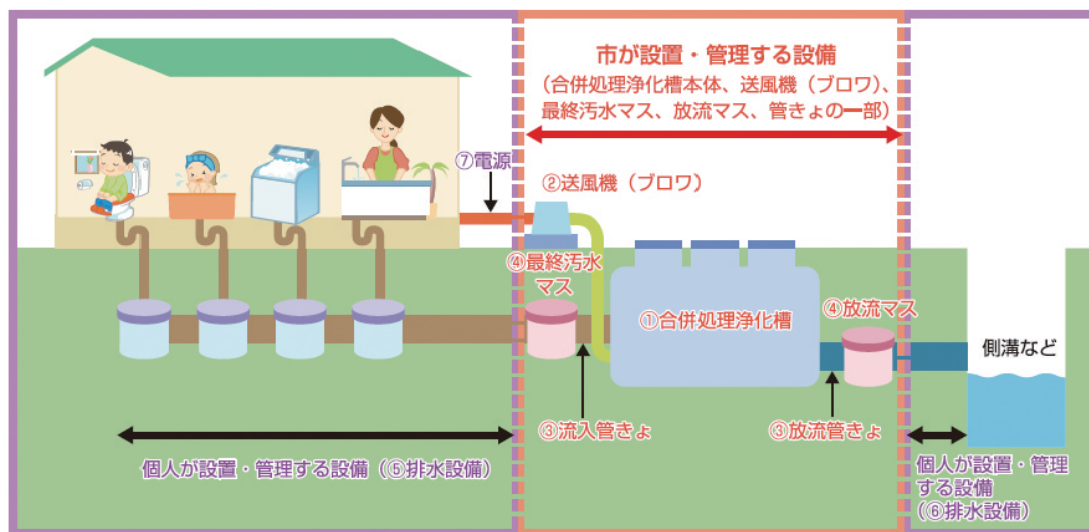 市が設置・管理する設備
（合併処理浄化槽本体、送風機（ブロワ）、
最終汚水マス、放流マス、管きょの一部）
⑦電源
②送風機（ブロワ）
④最終汚水
マス
①合併処理浄化槽
④放流マス
側溝など
③流入管きょ
③放流管きょ
個人が設置・管理する設備（⑤排水設備）
個人が設置・管理
する設備
（⑥排水設備）